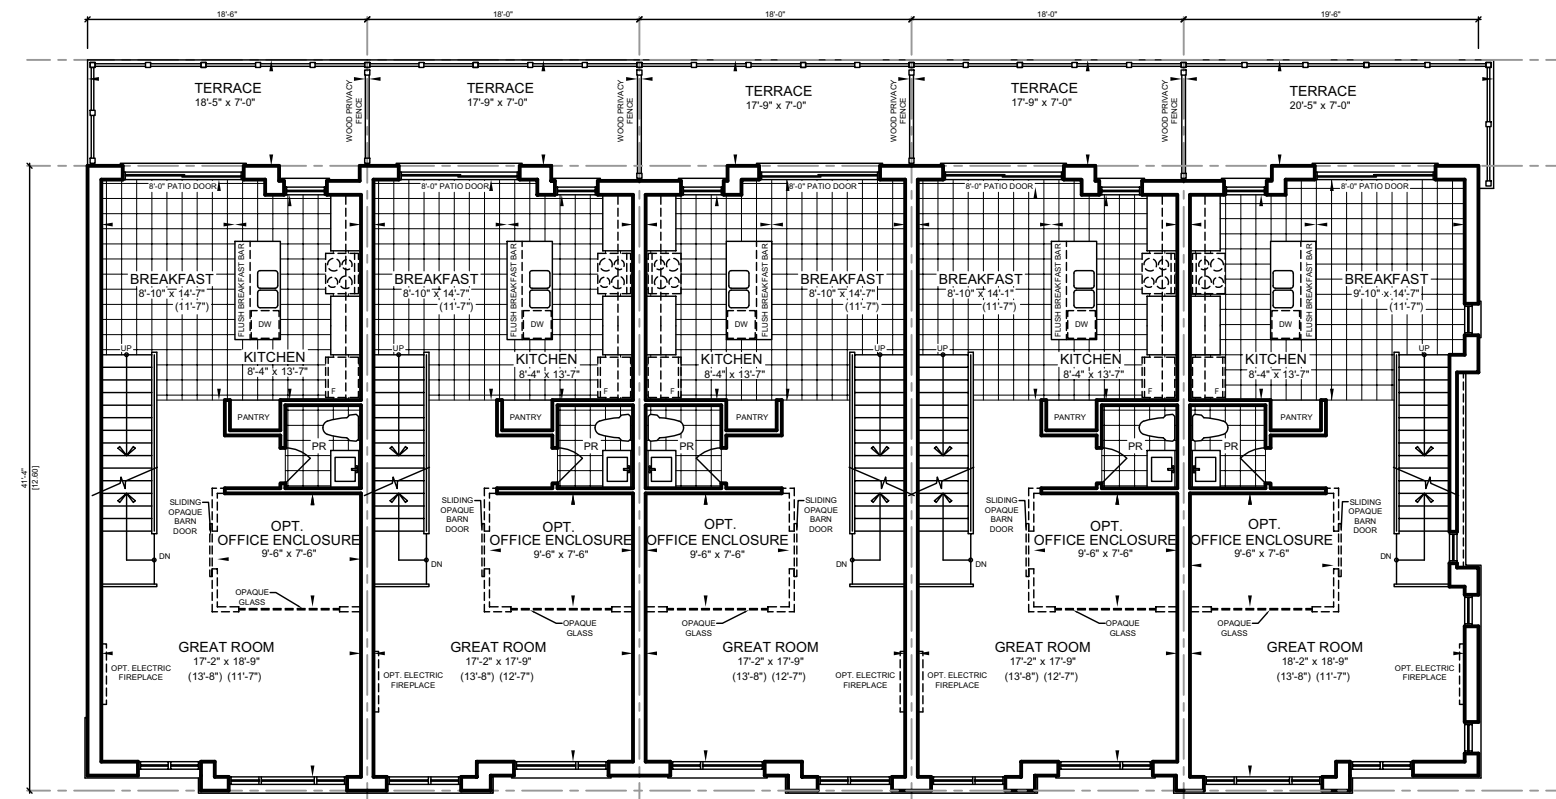 18'-6"
18'-0"
18'-0"
18'-0"
19'-6"
TERRACE
18'-5" x 7'-0"
WOOD PRIVACY
FENCE
TERRACE
17'-9" x 7'-0"
WOOD PRIVACY
FENCE
TERRACE
17'-9" x 7'-0"
WOOD PRIVACY
FENCE
TERRACE
17'-9" x 7'-0"
WOOD PRIVACY
FENCE
TERRACE
20'-5" x 7'-0"
8'-0" PATIO DOOR
8'-0" PATIO DOOR
8'-0" PATIO DOOR
8'-0" PATIO DOOR
8'-0" PATIO DOOR
BREAKFAST
8'-10" x 14'-7"
(11'-7")
FLUSH BREAKFAST BAR
DW
BREAKFAST
8'-10" x 14'-7"
(11'-7")
FLUSH BREAKFAST BAR
DW
DW
FLUSH BREAKFAST BAR
BREAKFAST
8'-10" x 14'-7"
(11'-7")
BREAKFAST
8'-10" x 14'-1"
(11'-7")
FLUSH BREAKFAST BAR
DW
DW
FLUSH BREAKFAST BAR
BREAKFAST
9'-10" x 14'-7"
(11'-7")
UP
KITCHEN
8'-4" x 13'-7"
F
UP
KITCHEN
8'-4" x 13'-7"
F
KITCHEN
8'-4" x 13'-7"
F
UP
UP
KITCHEN
8'-4" x 13'-7"
F
KITCHEN
8'-4" x 13'-7"
F
UP
PANTRY
PR
PANTRY
PR
PR
PANTRY
PANTRY
PR
PR
PANTRY
41'-4"
[12.60]
SLIDING
OPAQUE
BARN
DOOR
OPT.
OFFICE ENCLOSURE
9'-6" x 7'-6"
SLIDING
OPAQUE
BARN
DOOR
OPT.
OFFICE ENCLOSURE
9'-6" x 7'-6"
OPT.
OFFICE ENCLOSURE
9'-6" x 7'-6"
SLIDING
OPAQUE
BARN
DOOR
SLIDING
OPAQUE
BARN
DOOR
OPT.
OFFICE ENCLOSURE
9'-6" x 7'-6"
OPT.
OFFICE ENCLOSURE
9'-6" x 7'-6"
SLIDING
OPAQUE
BARN
DOOR
DN
DN
DN
DN
DN
OPAQUE
GLASS
OPAQUE
GLASS
OPAQUE
GLASS
OPAQUE
GLASS
OPAQUE
GLASS
GREAT ROOM
17'-2" x 18'-9"
(13'-8") (11'-7")
OPT. ELECTRIC
FIREPLACE
GREAT ROOM
17'-2" x 17'-9"
(13'-8") (12'-7")
OPT. ELECTRIC
FIREPLACE
GREAT ROOM
17'-2" x 17'-9"
(13'-8") (12'-7")
OPT. ELECTRIC
FIREPLACE
GREAT ROOM
17'-2" x 17'-9"
(13'-8") (12'-7")
OPT. ELECTRIC
FIREPLACE
GREAT ROOM
18'-2" x 18'-9"
(13'-8") (11'-7")
OPT. ELECTRIC
FIREPLACE